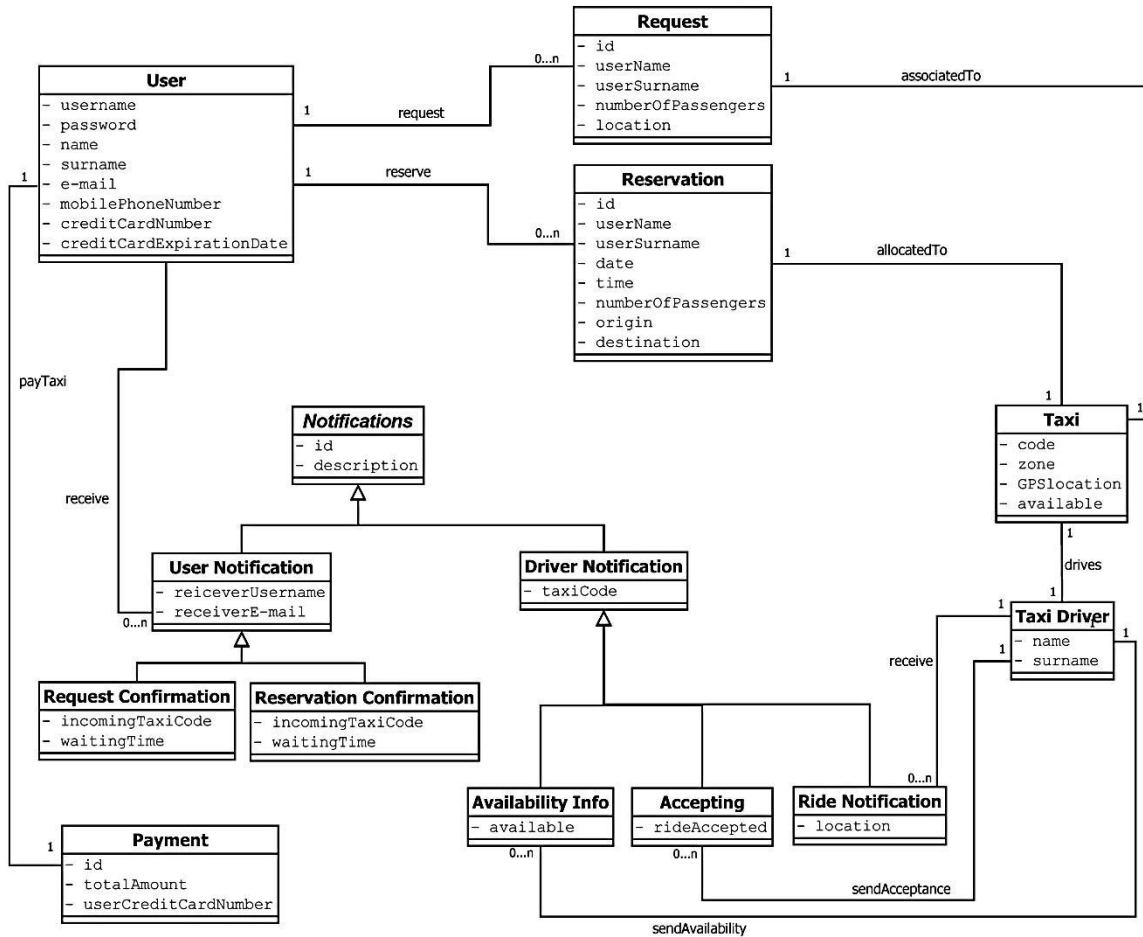 Request
- id
- userName
- userSurname
- numberOfPassengers
- location
0...n
1
associatedTo
User
- username
- password
- name
- surname
- e-mail
- mobilePhoneNumber
- creditCardNumber
- creditCardExpirationDate
1
request
1
reserve
0...n
1
Reservation
- id
- userName
- userSurname
- date
- time
- numberOfPassengers
- origin
- destination
1
allocatedTo
payTaxi
receive
0...n
Notifications
- id
- description
1
1
Taxi
- code
- zone
- GPSlocation
- available
1
drives
1
User Notification
- reiceverUsername
- receiverE-mail
Driver Notification
- taxiCode
Taxi Driver
- name
- surname
1
1
1
receive
Request Confirmation
- incomingTaxiCode
- waitingTime
Reservation Confirmation
- incomingTaxiCode
- waitingTime
0...n
Availability Info
- available
0...n
Accepting
- rideAccepted
0...n
Ride Notification
- location
sendAcceptance
sendAvailability
1
Payment
- id
- totalAmount
- userCreditCardNumber